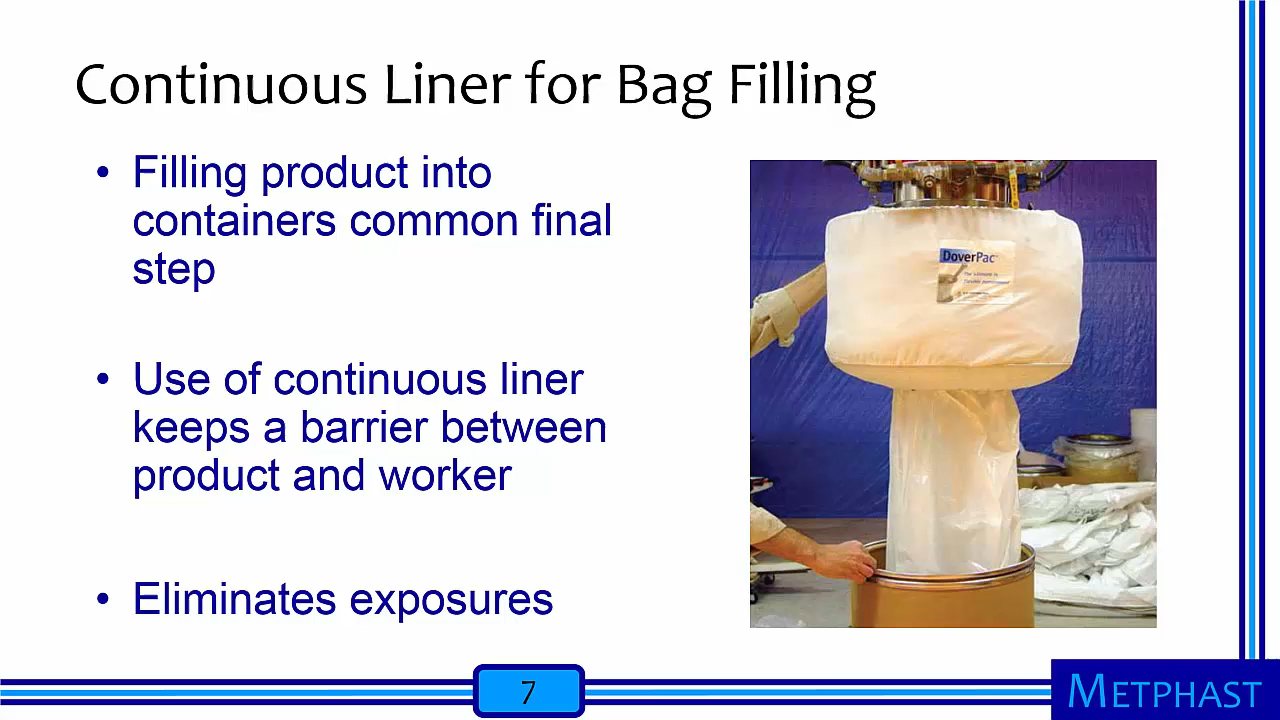 Continuous Liner for Bag Filling
• Filling product into
containers common final
step
• Use of continuous liner
keeps a barrier between
product and worker
• Eliminates exposures
DoverPac
7
METPHAST